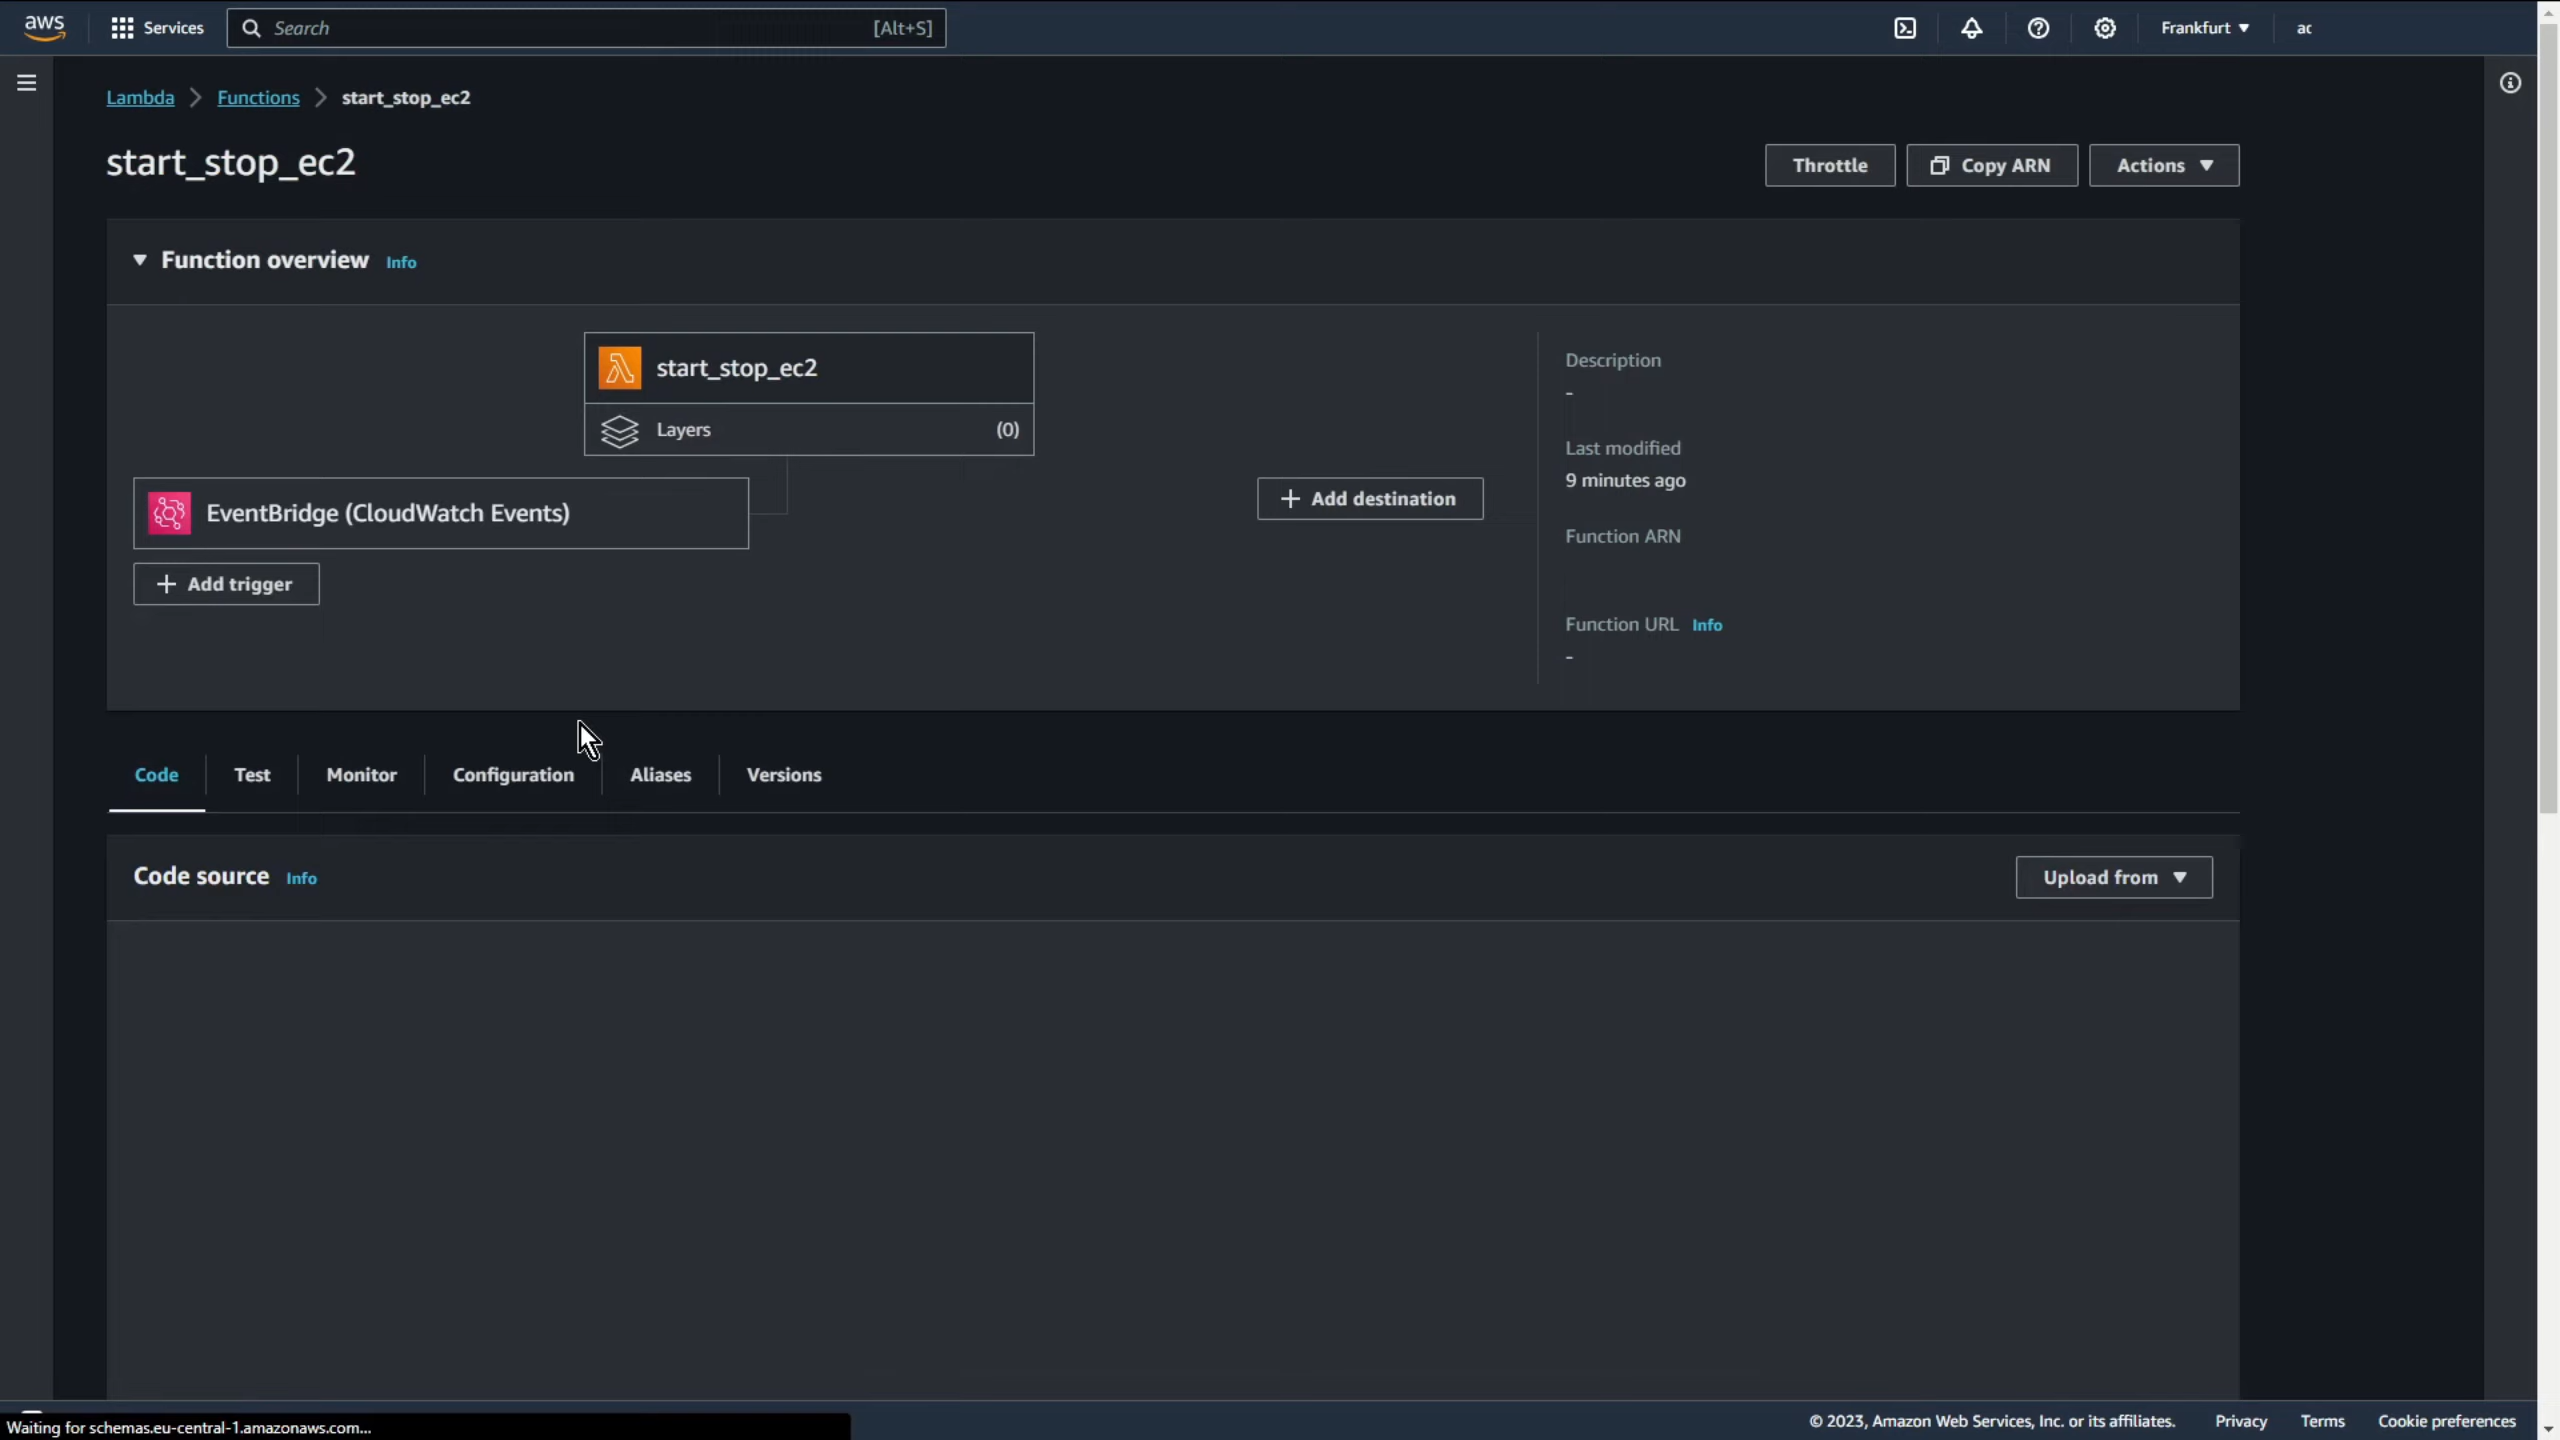 aws
Services
Search
[Alt+S]
Frankfurt
ac
Lambda
Functions
start_stop_ec2
start_stop_ec2
Throttle
Copy ARN
Actions
Function overview
Info
start_stop_ec2
Layers
(0)
EventBridge (CloudWatch Events)
Add trigger
Add destination
Description
-
Last modified
9 minutes ago
Function ARN
Function URL
Info
-
Code
Test
Monitor
Configuration
Aliases
Versions
Code source
Info
Upload from
Waiting for schemas.eu-central-1.amazonaws.com...
© 2023, Amazon Web Services, Inc. or its affiliates.
Privacy
Terms
Cookie preferences